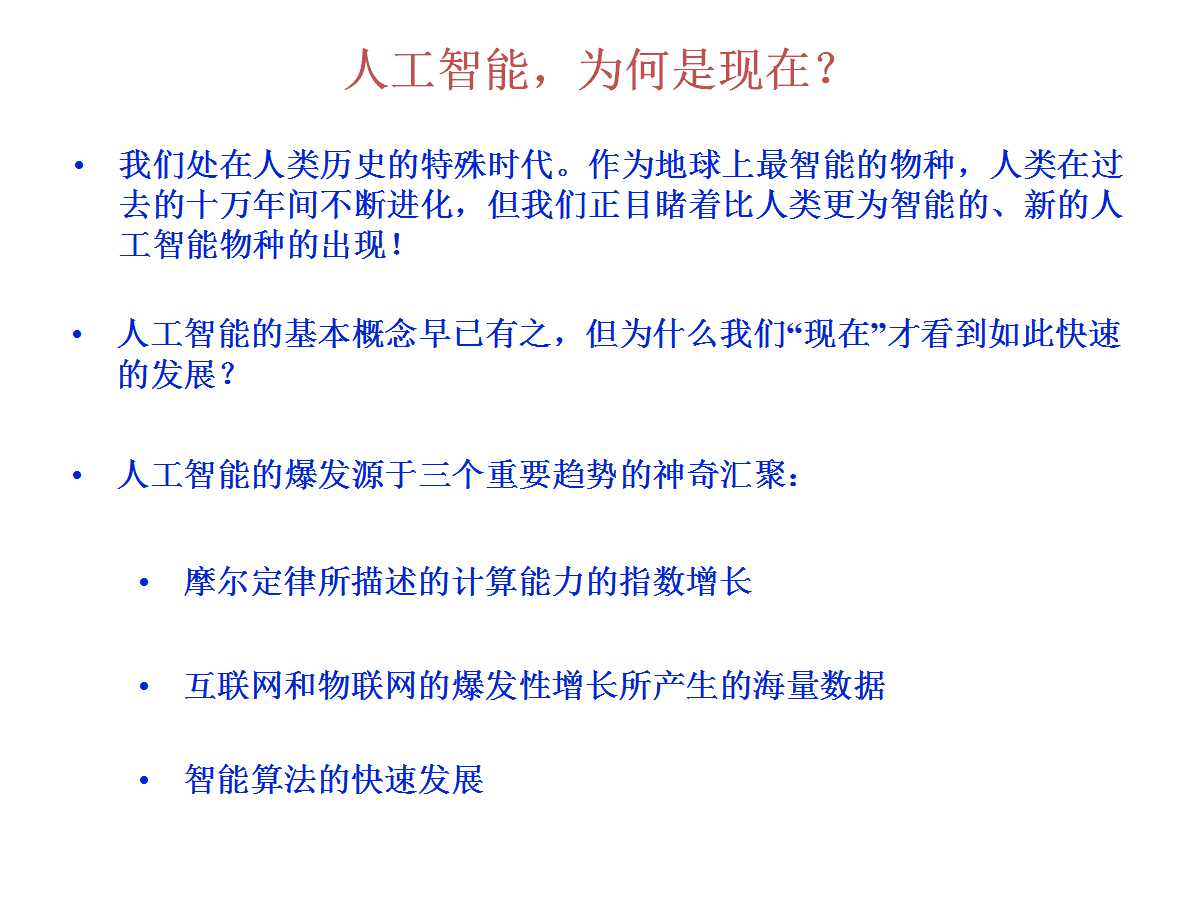 人工智能，为何是现在？
• 我们处在人类历史的特殊时代。作为地球上最智能的物种，人类在过
去的十万年间不断进化，但我们正目睹着比人类更为智能的、新的人
工智能物种的出现！
• 人工智能的基本概念早已有之，但为什么我们“现在”才看到如此快速
的发展？
• 人工智能的爆发源于三个重要趋势的神奇汇聚：
• 摩尔定律所描述的计算能力的指数增长
• 互联网和物联网的爆发性增长所产生的海量数据
• 智能算法的快速发展